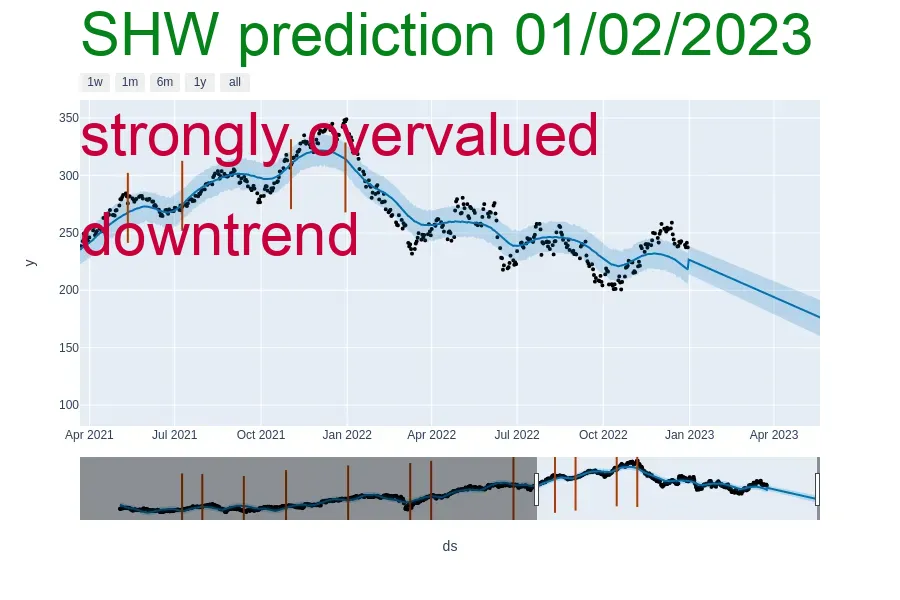 SHW prediction 01/02/2023
1w 1m 6m 1y all
strongly overvalued
downtrend
350
300
250
200
150
100
y
Apr 2021 Jul 2021 Oct 2021 Jan 2022 Apr 2022 Jul 2022 Oct 2022 Jan 2023 Apr 2023
ds